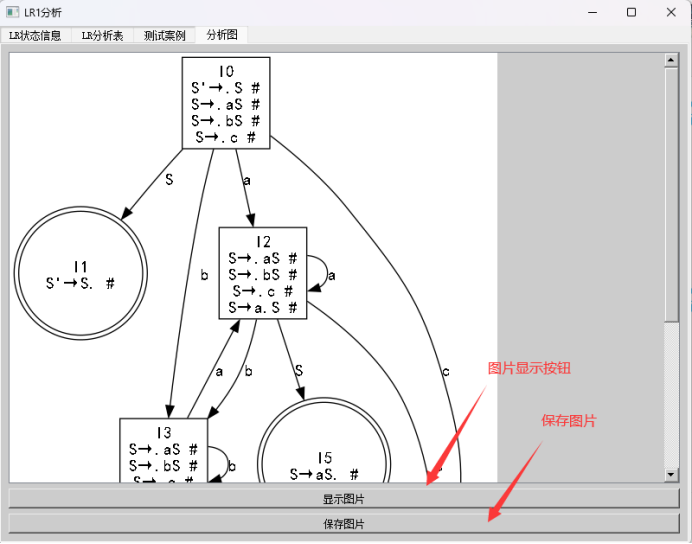 LR1分析
LR状态信息 LR分析表 测试案例 分析图
I0
S'→.S #
S→.aS #
S→.bS #
S→.c #
S
a
I2
S→.aS #
S→.bS #
S→.c #
S→a.S #
I1
S'→S. #
b
a
c
图片显示按钮
a
b
S
保存图片
I3
S→.aS #
S→.bS #
b
I5
S→aS. #
显示图片
保存图片